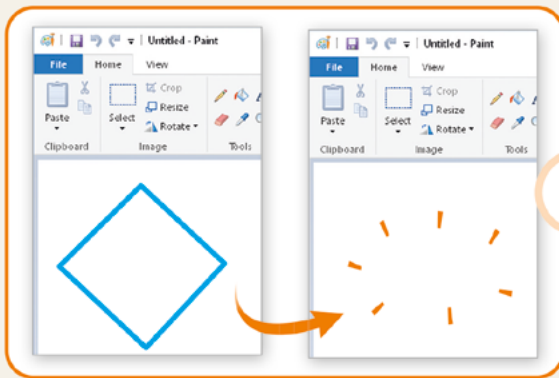 Untitled - Paint
File Home View
Paste
Select
Crop
Resize
Rotate
Clipboard Image Tools
Untitled - Paint
File Home View
Paste
Select
Crop
Resize
Rotate
Clipboard Image Tools